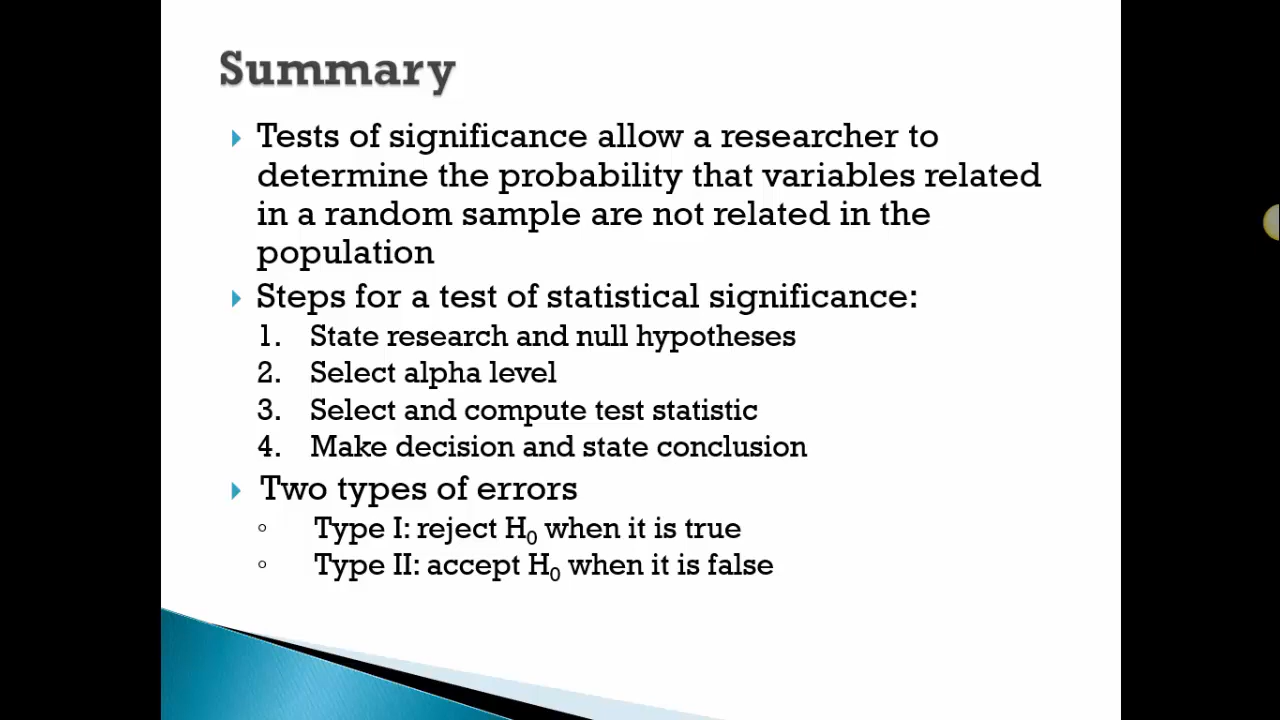 Summary
Tests of significance allow a researcher to
determine the probability that variables related
in a random sample are not related in the
population
Steps for a test of statistical significance:
1. State research and null hypotheses
2. Select alpha level
3. Select and compute test statistic
4. Make decision and state conclusion
Two types of errors
Type I: reject H₀ when it is true
Type II: accept H₀ when it is false